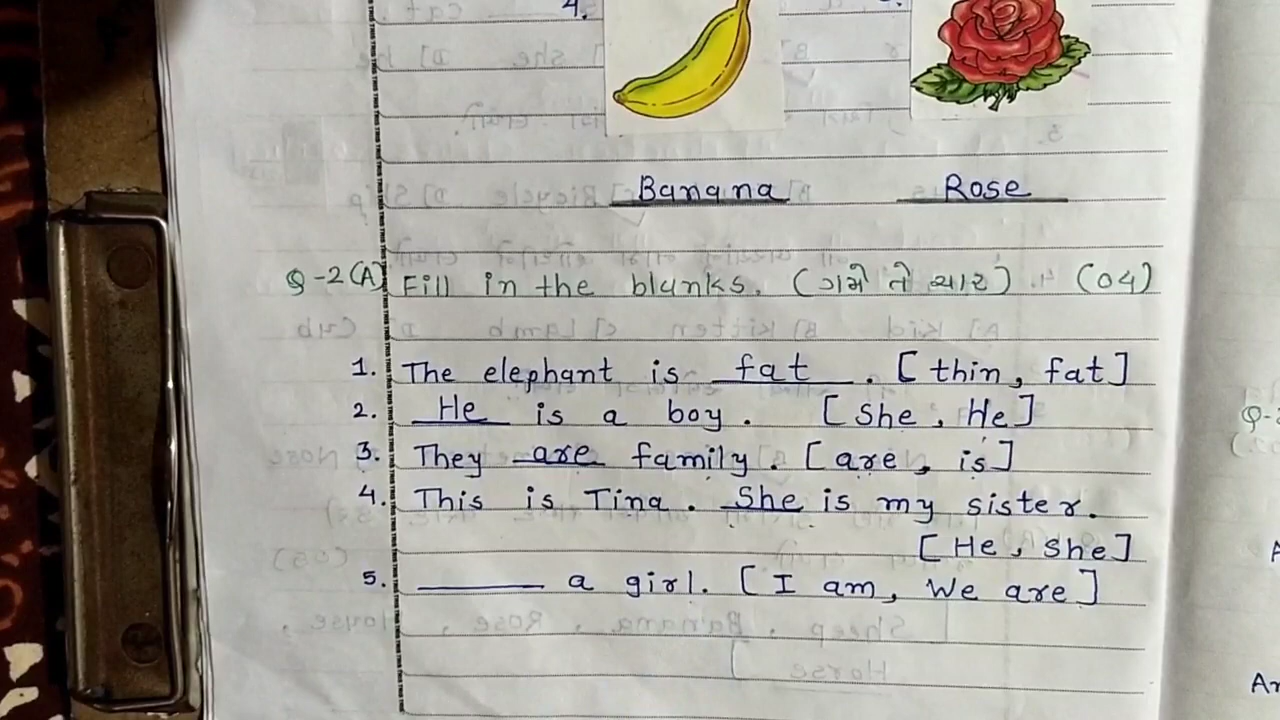 4.
Banana Rose
Q-2(A) Fill in the blanks. (ગમે તે ચાર) (04)
1. The elephant is fat. [thin, fat]
2. He is a boy. [She, He]
3. They are family. [are, is]
4. This is Tina. She is my sister.
[He, She]
5. ______ a girl. [I am, We are]